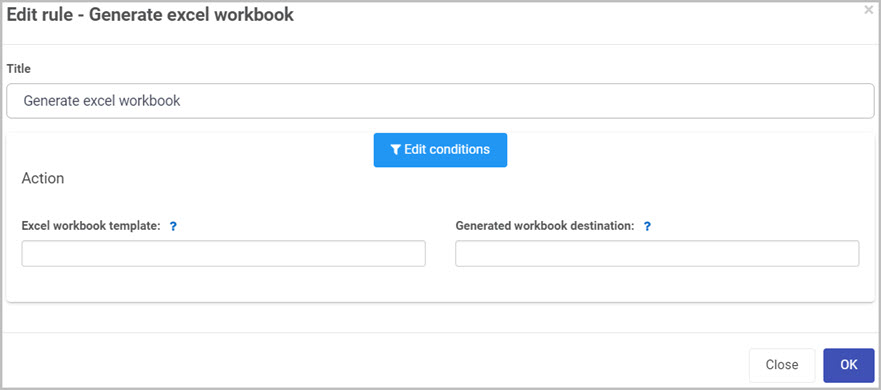 Edit rule - Generate excel workbook
×
Title
Generate excel workbook
Edit conditions
Action
Excel workbook template: ?
Generated workbook destination: ?
Close
OK